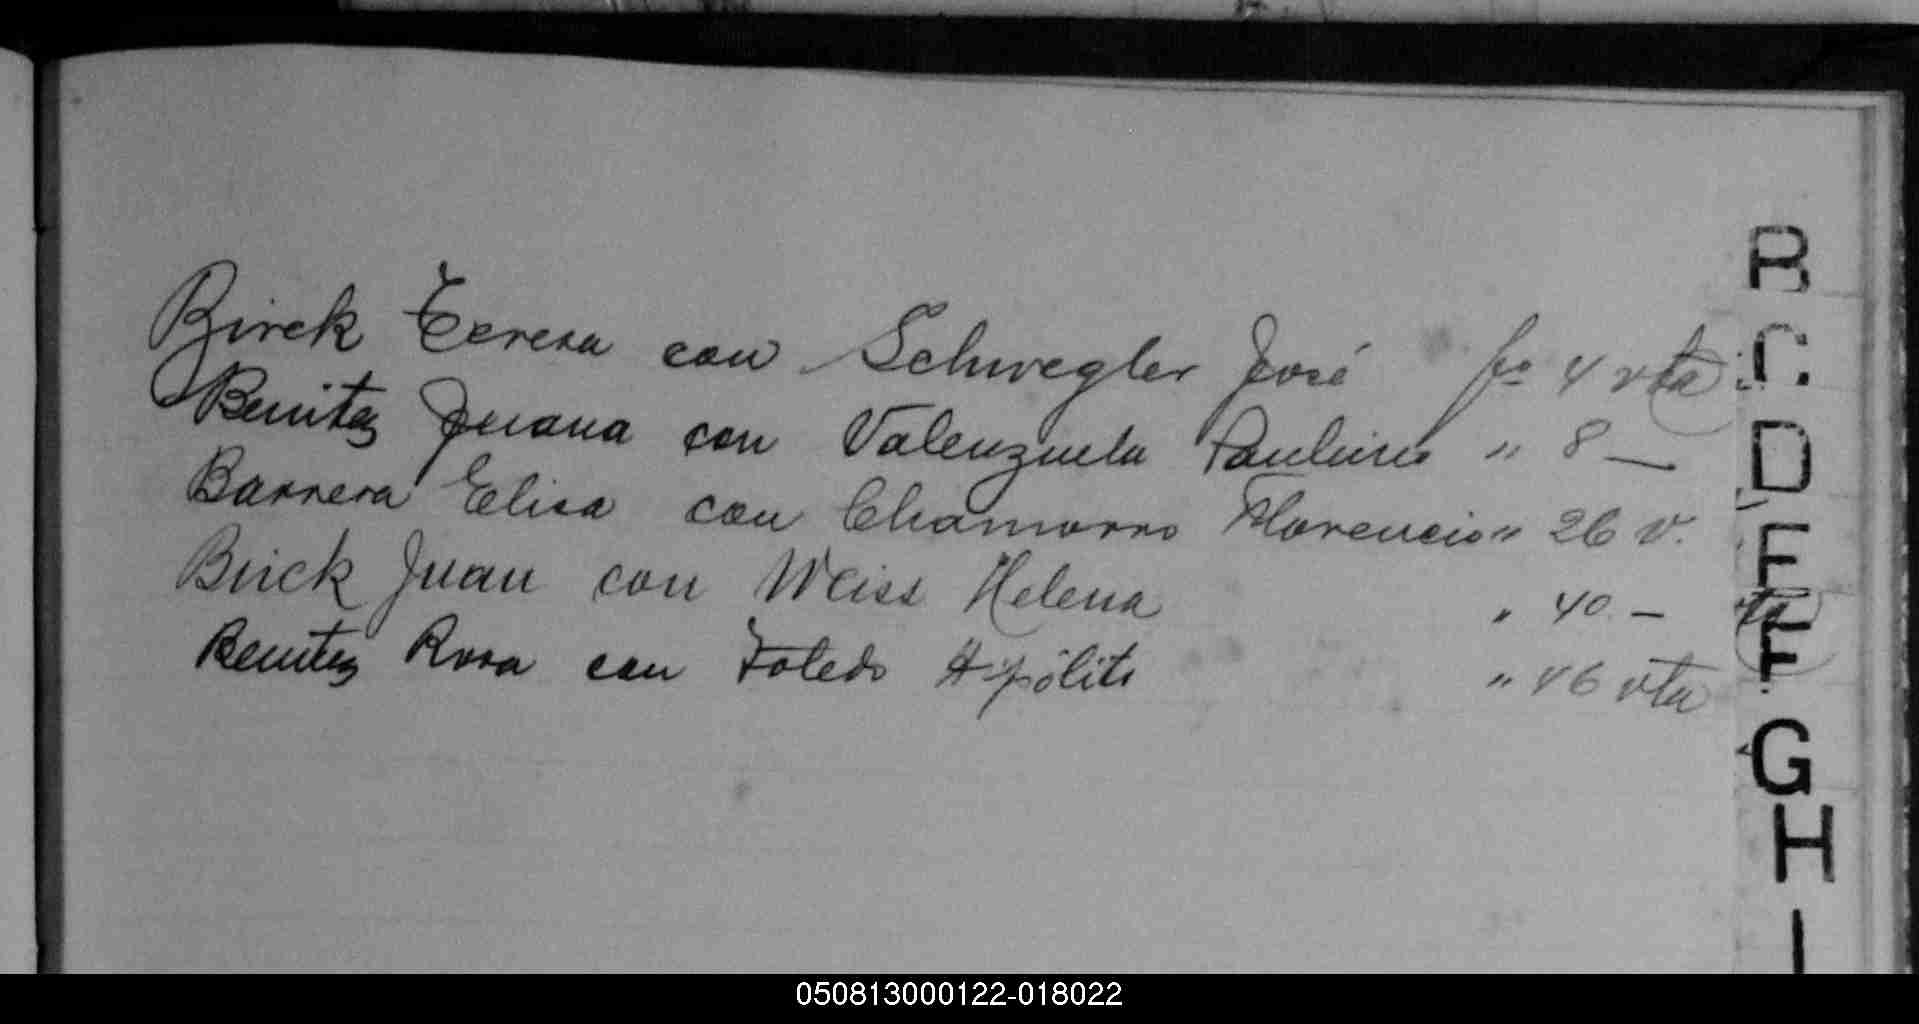 Birck Teresa con Schwegler José fo 4 vta
Benitez Juana con Valenzuela Paulino " 8 —
Barrera Elisa con Chamorro Florencio " 26 v.
Birck Juan con Weiss Helena " 40 —
Benitez Rosa con Toledo Hipólito " 46 vta
B
C
D
E
F
G
H
I
050813000122-018022